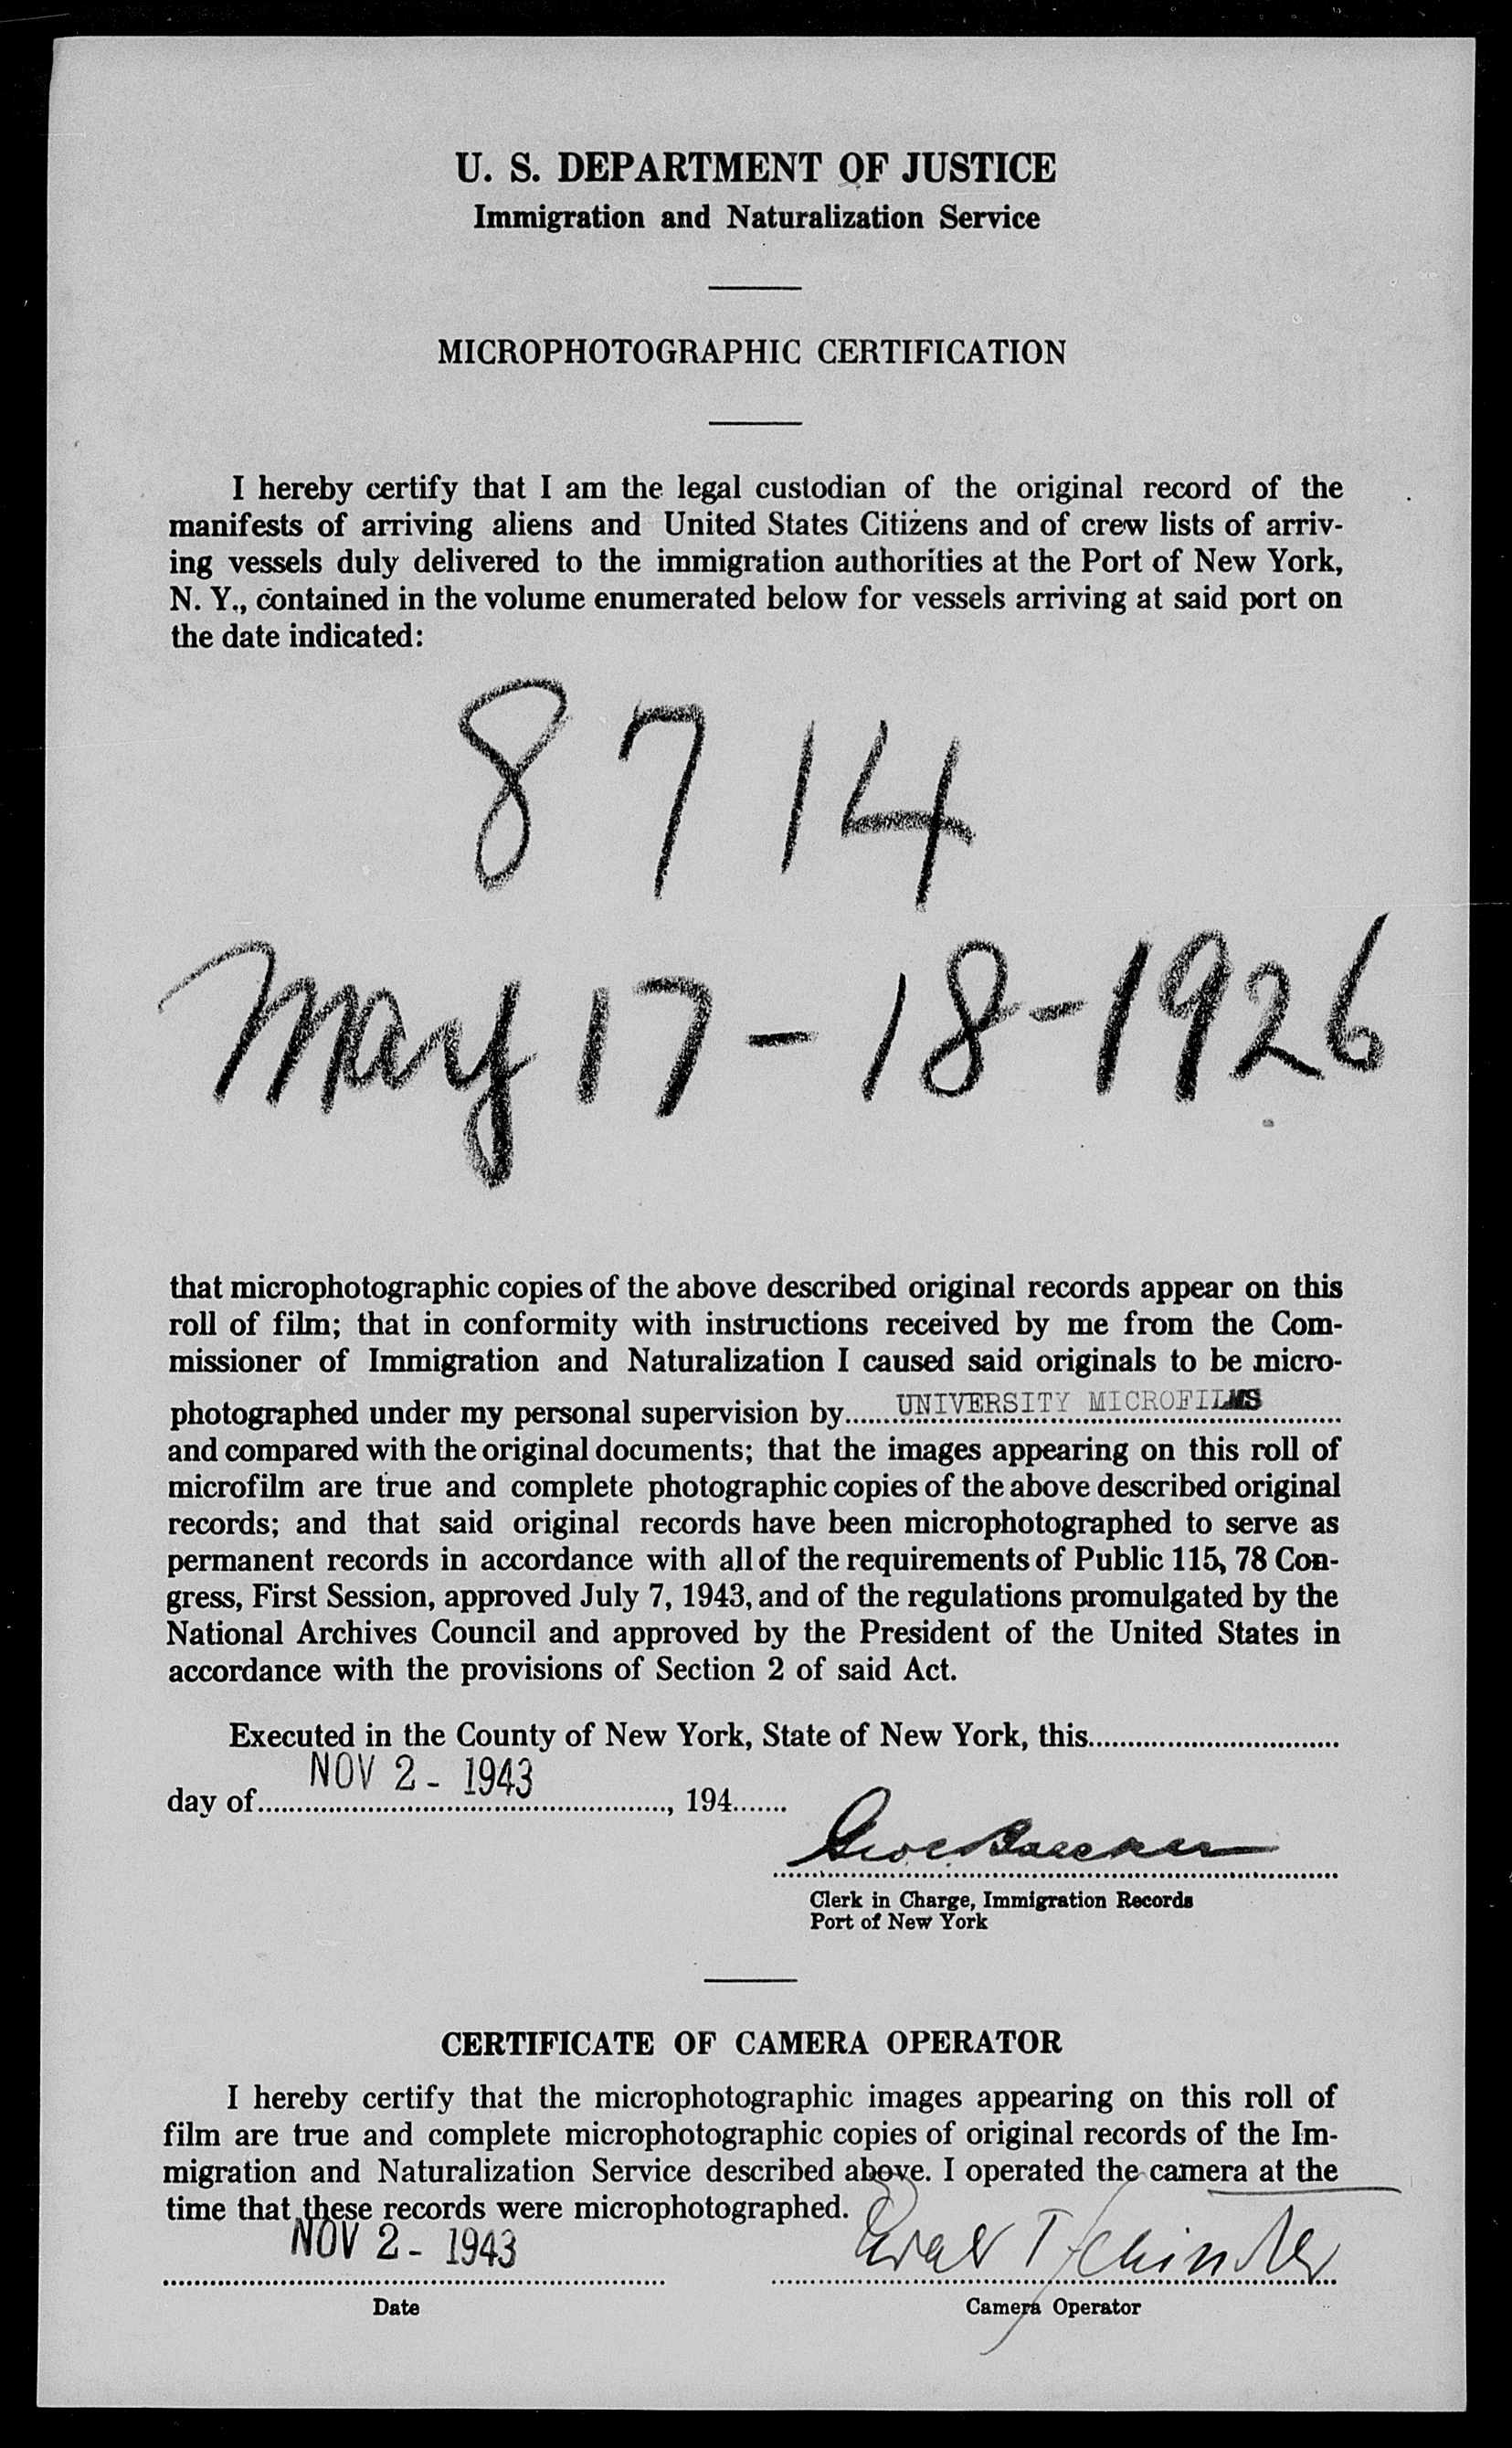 U. S. DEPARTMENT OF JUSTICE
Immigration and Naturalization Service
MICROPHOTOGRAPHIC CERTIFICATION
I hereby certify that I am the legal custodian of the original record of the
manifests of arriving aliens and United States Citizens and of crew lists of arriv-
ing vessels duly delivered to the immigration authorities at the Port of New York,
N. Y., contained in the volume enumerated below for vessels arriving at said port on
the date indicated:
8714
May 17 - 18 - 1926
that microphotographic copies of the above described original records appear on this
roll of film; that in conformity with instructions received by me from the Com-
missioner of Immigration and Naturalization I caused said originals to be micro-
photographed under my personal supervision by UNIVERSITY MICROFILMS
and compared with the original documents; that the images appearing on this roll of
microfilm are true and complete photographic copies of the above described original
records; and that said original records have been microphotographed to serve as
permanent records in accordance with all of the requirements of Public 115, 78 Con-
gress, First Session, approved July 7, 1943, and of the regulations promulgated by the
National Archives Council and approved by the President of the United States in
accordance with the provisions of Section 2 of said Act.
Executed in the County of New York, State of New York, this
NOV 2 - 1943
day of , 194
Clerk in Charge, Immigration Records
Port of New York
CERTIFICATE OF CAMERA OPERATOR
I hereby certify that the microphotographic images appearing on this roll of
film are true and complete microphotographic copies of original records of the Im-
migration and Naturalization Service described above. I operated the camera at the
time that these records were microphotographed.
NOV 2 - 1943
Date
Camera Operator